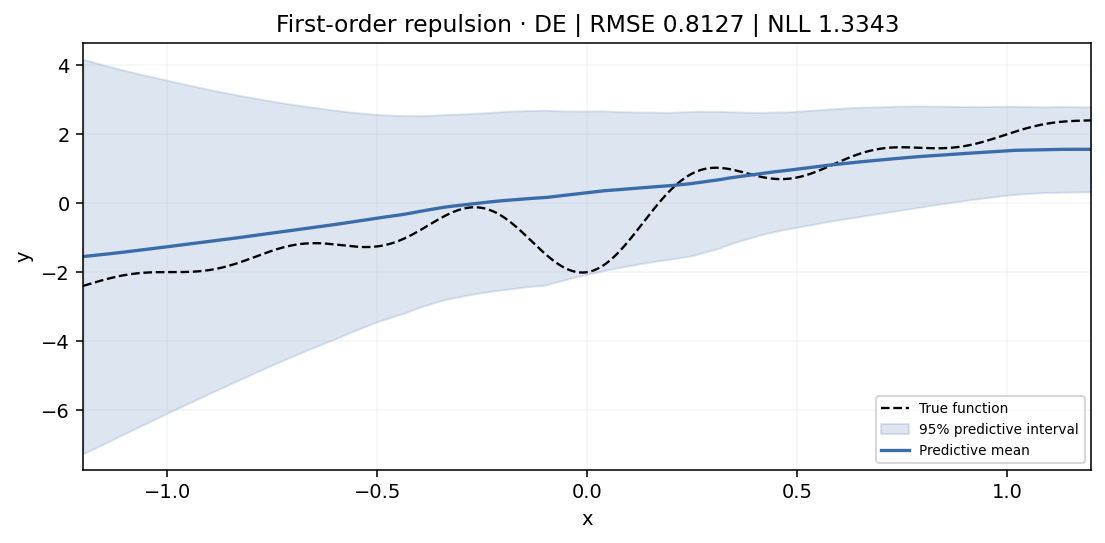 First-order repulsion · DE | RMSE 0.8127 | NLL 1.3343
4
2
0
−2
−4
−6
y
−1.0
−0.5
0.0
0.5
1.0
x
True function
95% predictive interval
Predictive mean